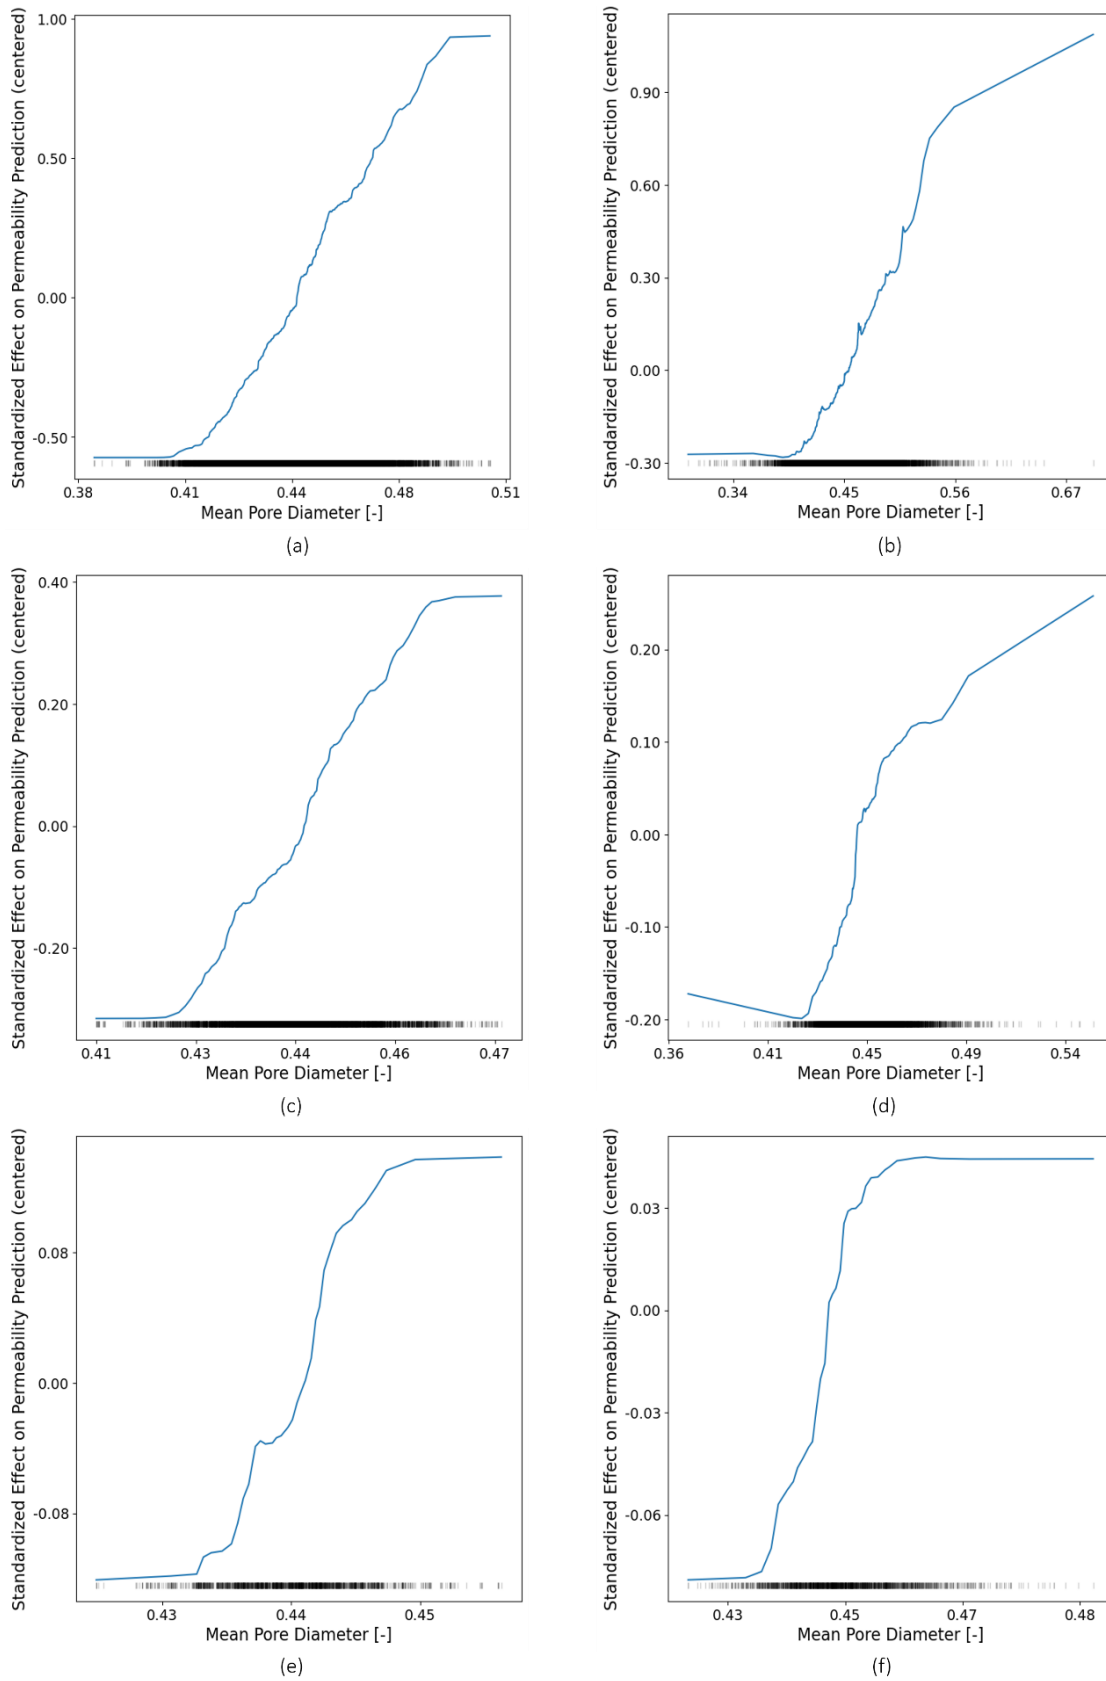 1.00
0.50
0.00
-0.50
0.38 0.41 0.44 0.48 0.51
Standardized Effect on Permeability Prediction (centered)
Mean Pore Diameter [-]
(a)
0.90
0.60
0.30
0.00
-0.30
0.34 0.45 0.56 0.67
Standardized Effect on Permeability Prediction (centered)
Mean Pore Diameter [-]
(b)
0.40
0.20
0.00
-0.20
0.41 0.43 0.44 0.46 0.47
Standardized Effect on Permeability Prediction (centered)
Mean Pore Diameter [-]
(c)
0.20
0.10
0.00
-0.10
-0.20
0.36 0.41 0.45 0.49 0.54
Standardized Effect on Permeability Prediction (centered)
Mean Pore Diameter [-]
(d)
0.08
0.00
-0.08
0.43 0.44 0.45
Standardized Effect on Permeability Prediction (centered)
Mean Pore Diameter [-]
(e)
0.03
0.00
-0.03
-0.06
0.43 0.45 0.47 0.48
Standardized Effect on Permeability Prediction (centered)
Mean Pore Diameter [-]
(f)